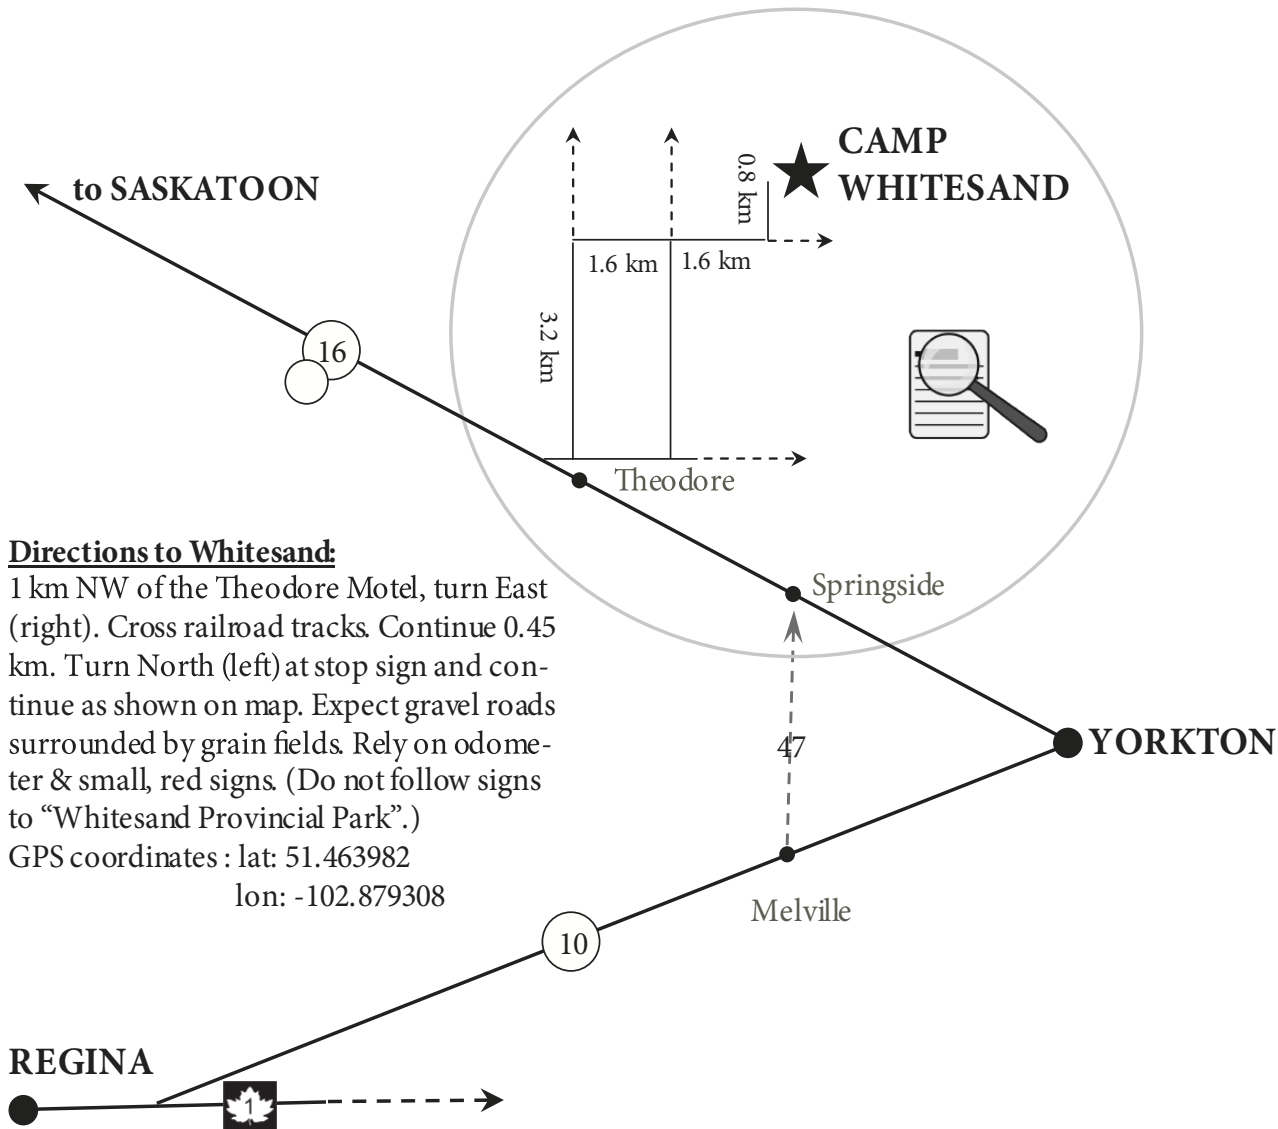 CAMP
WHITESAND
0.8 km
to SASKATOON
1.6 km
1.6 km
3.2 km
16
Theodore
Directions to Whitesand:
1 km NW of the Theodore Motel, turn East
(right). Cross railroad tracks. Continue 0.45
km. Turn North (left) at stop sign and con-
tinue as shown on map. Expect gravel roads
surrounded by grain fields. Rely on odome-
ter & small, red signs. (Do not follow signs
to “Whitesand Provincial Park”.)
GPS coordinates : lat: 51.463982
lon: -102.879308
Springside
47
YORKTON
Melville
10
REGINA
1